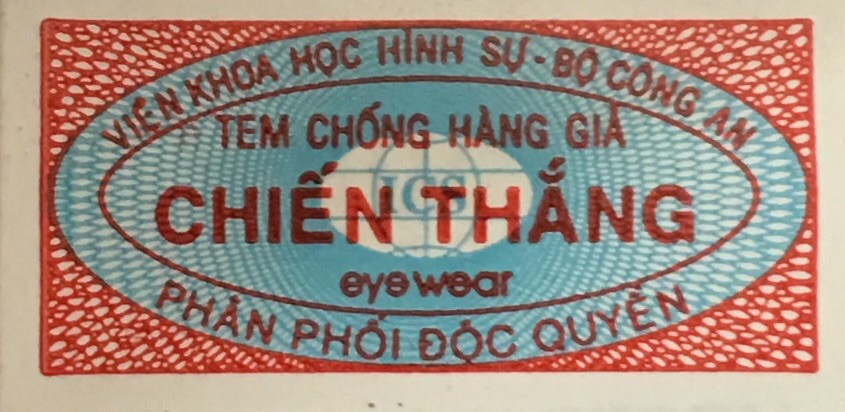 VIỆN KHOA HỌC HÌNH SỰ - BỘ CÔNG AN
TEM CHỐNG HÀNG GIẢ
ICS
CHIẾN THẮNG
eyewear
PHÂN PHỐI ĐỘC QUYỀN